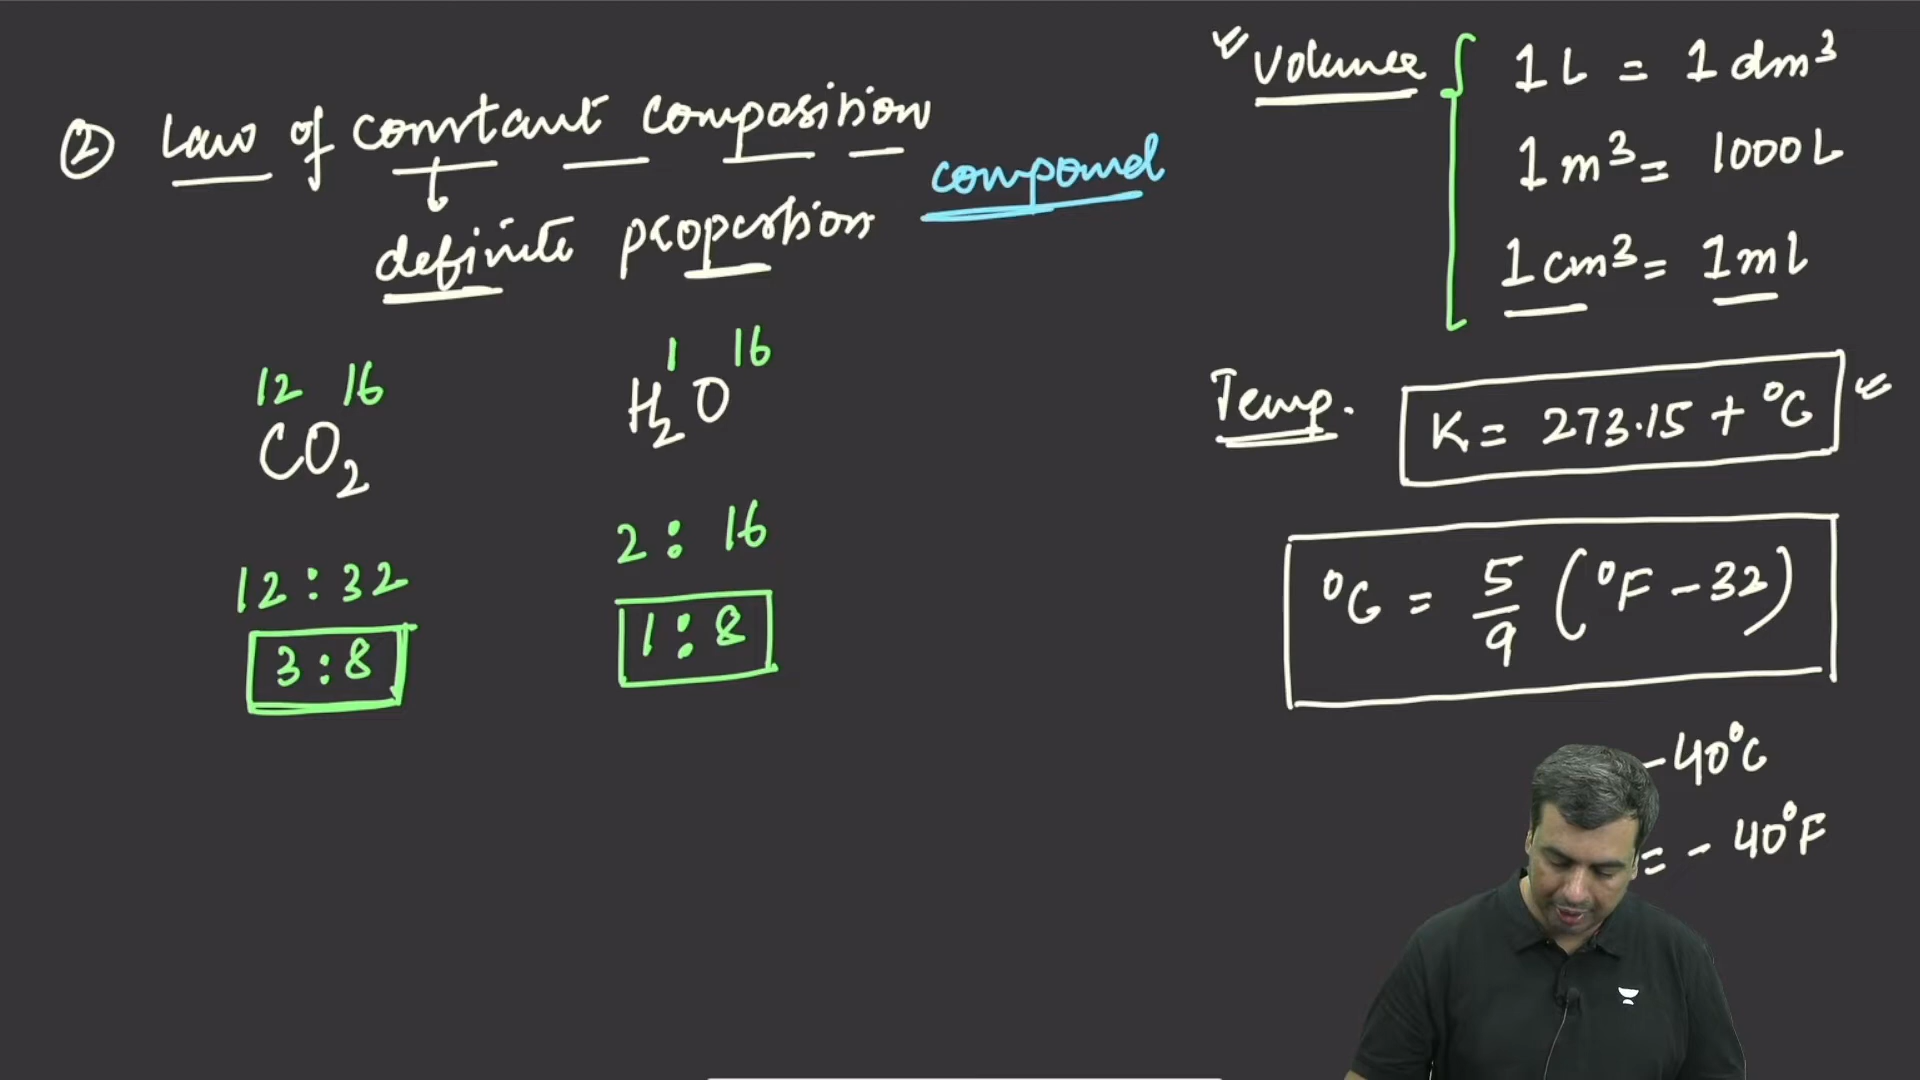 ② Law of constant composition
definite proportion
compound
12 16
CO2
12 : 32
3 : 8
1 16
H2O
2 : 16
1 : 8
Volume
1 L = 1 dm³
1 m³ = 1000 L
1 cm³ = 1 ml
Temp.
K = 273.15 + °C
°C = 5/9 (°F - 32)
-40°C
= - 40°F